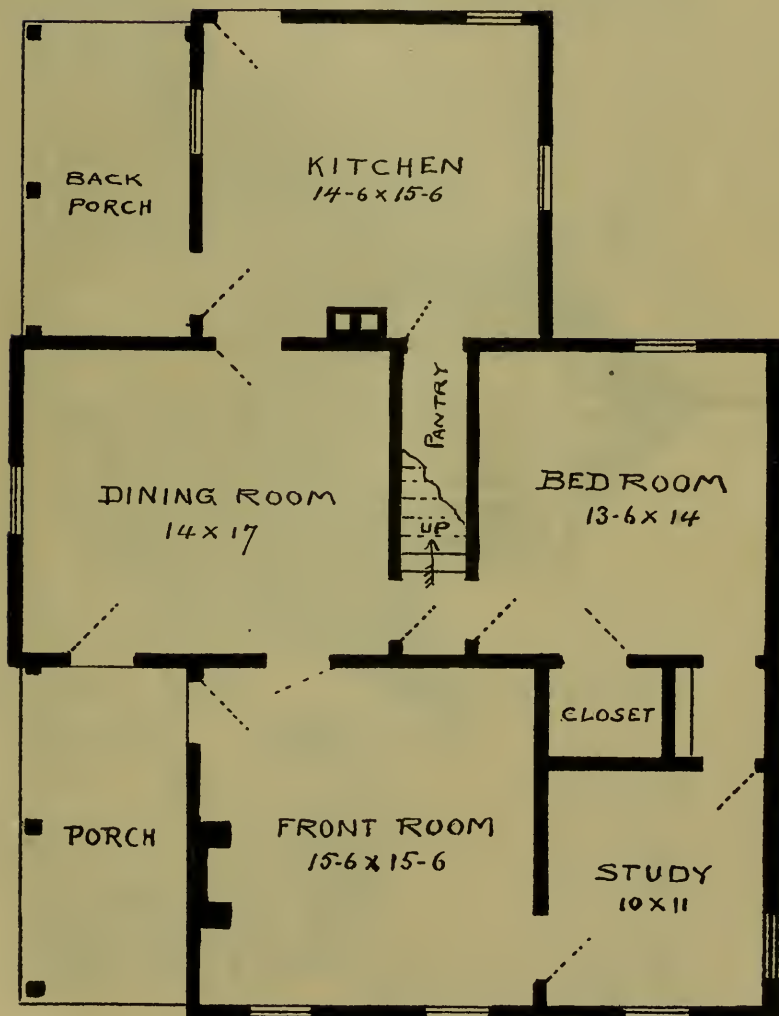 KITCHEN
14-6 x 15-6
BACK
PORCH
PANTRY
DINING ROOM
14 x 17
UP
BED ROOM
13-6 x 14
CLOSET
PORCH
FRONT ROOM
15-6 x 15-6
STUDY
10 x 11